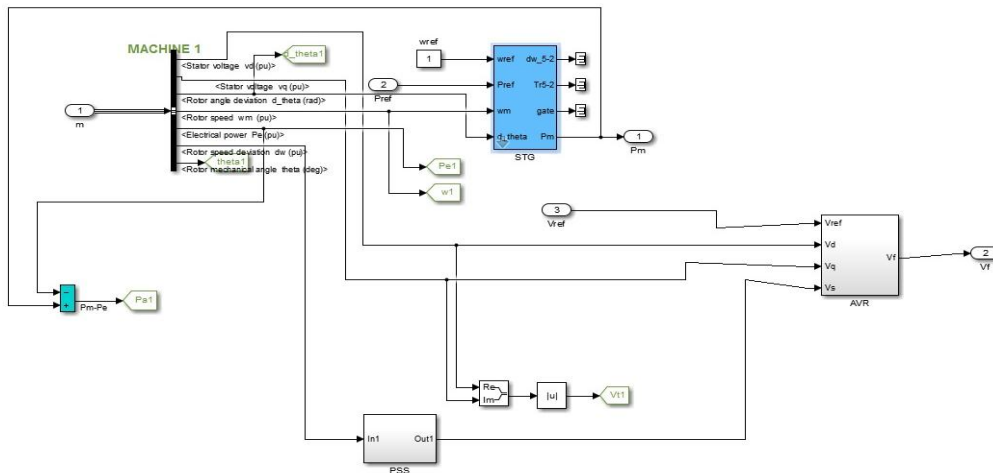 MACHINE 1
wref
1
d_theta1
<Stator voltage vd (pu)>
<Stator voltage vq (pu)>
2
Pref
<Rotor angle deviation d_theta (rad)>
1
m
<Rotor speed wm (pu)>
<Electrical power Pe (pu)>
<Rotor speed deviation dw (pu)>
theta1
<Rotor mechanical angle theta (deg)>
wref
dw_5-2
Pref
Tr5-2
wm
gate
d_theta
Pm
STG
1
Pm
Pe1
w1
3
Vref
Vref
Vd
Vq
Vs
Vf
AVR
2
Vf
−
+
Pm-Pe
Pa1
Re
Im
|u|
Vt1
In1
Out1
PSS